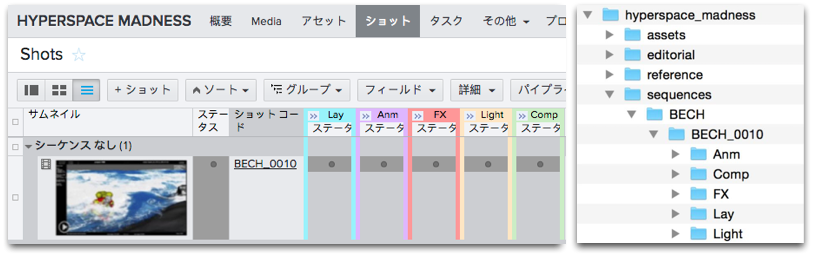 HYPERSPACE MADNESS 概要 Media アセット ショット タスク その他 プロ
Shots
+ ショット ソート グループ フィールド 詳細 パイプライ
サムネイル ステータス ショット コード Lay ステータ Anm ステータ FX ステータ Light ステータ Comp ステータ
シーケンス なし (1)
BECH_0010
hyperspace_madness
assets
editorial
reference
sequences
BECH
BECH_0010
Anm
Comp
FX
Lay
Light